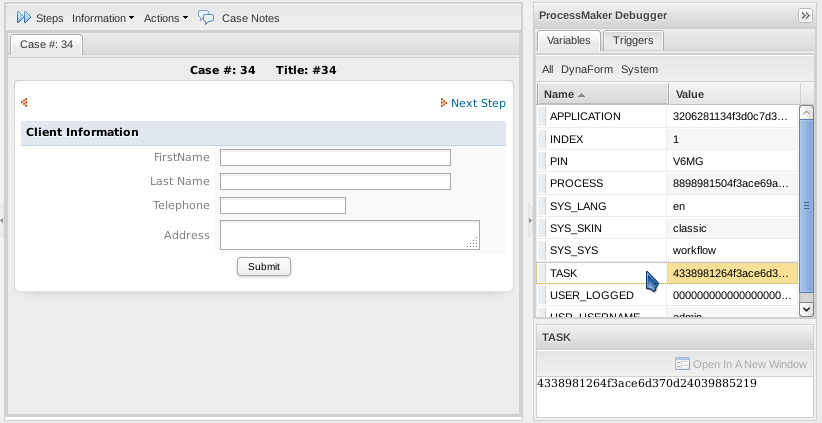 Steps Information Actions Case Notes
Case #: 34
Case #: 34 Title: #34
Next Step
Client Information
FirstName
Last Name
Telephone
Address
Submit
ProcessMaker Debugger
Variables Triggers
All DynaForm System
Name Value
APPLICATION 3206281134f3d0c7d3...
INDEX 1
PIN V6MG
PROCESS 8898981504f3ace69a...
SYS_LANG en
SYS_SKIN classic
SYS_SYS workflow
TASK 4338981264f3ace6d3...
USER_LOGGED 000000000000000000...
USR_USERNAME admin
TASK
Open In A New Window
4338981264f3ace6d370d24039885219